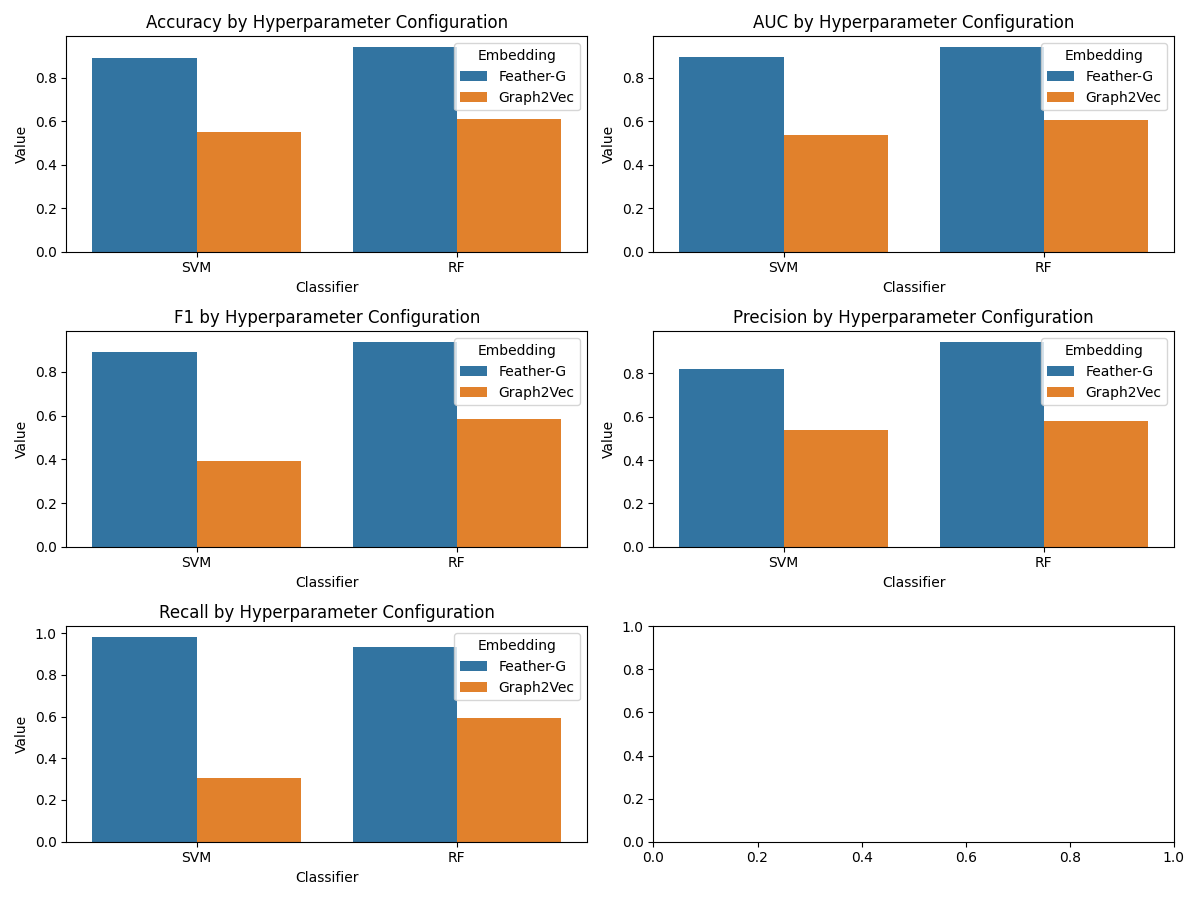 Accuracy by Hyperparameter Configuration
Value
0.8
0.6
0.4
0.2
0.0
Embedding
Feather-G
Graph2Vec
SVM
RF
Classifier
AUC by Hyperparameter Configuration
Value
0.8
0.6
0.4
0.2
0.0
Embedding
Feather-G
Graph2Vec
SVM
RF
Classifier
F1 by Hyperparameter Configuration
Value
0.8
0.6
0.4
0.2
0.0
Embedding
Feather-G
Graph2Vec
SVM
RF
Classifier
Precision by Hyperparameter Configuration
Value
0.8
0.6
0.4
0.2
0.0
Embedding
Feather-G
Graph2Vec
SVM
RF
Classifier
Recall by Hyperparameter Configuration
Value
1.0
0.8
0.6
0.4
0.2
0.0
Embedding
Feather-G
Graph2Vec
SVM
RF
Classifier
1.0
0.8
0.6
0.4
0.2
0.0
0.0
0.2
0.4
0.6
0.8
1.0